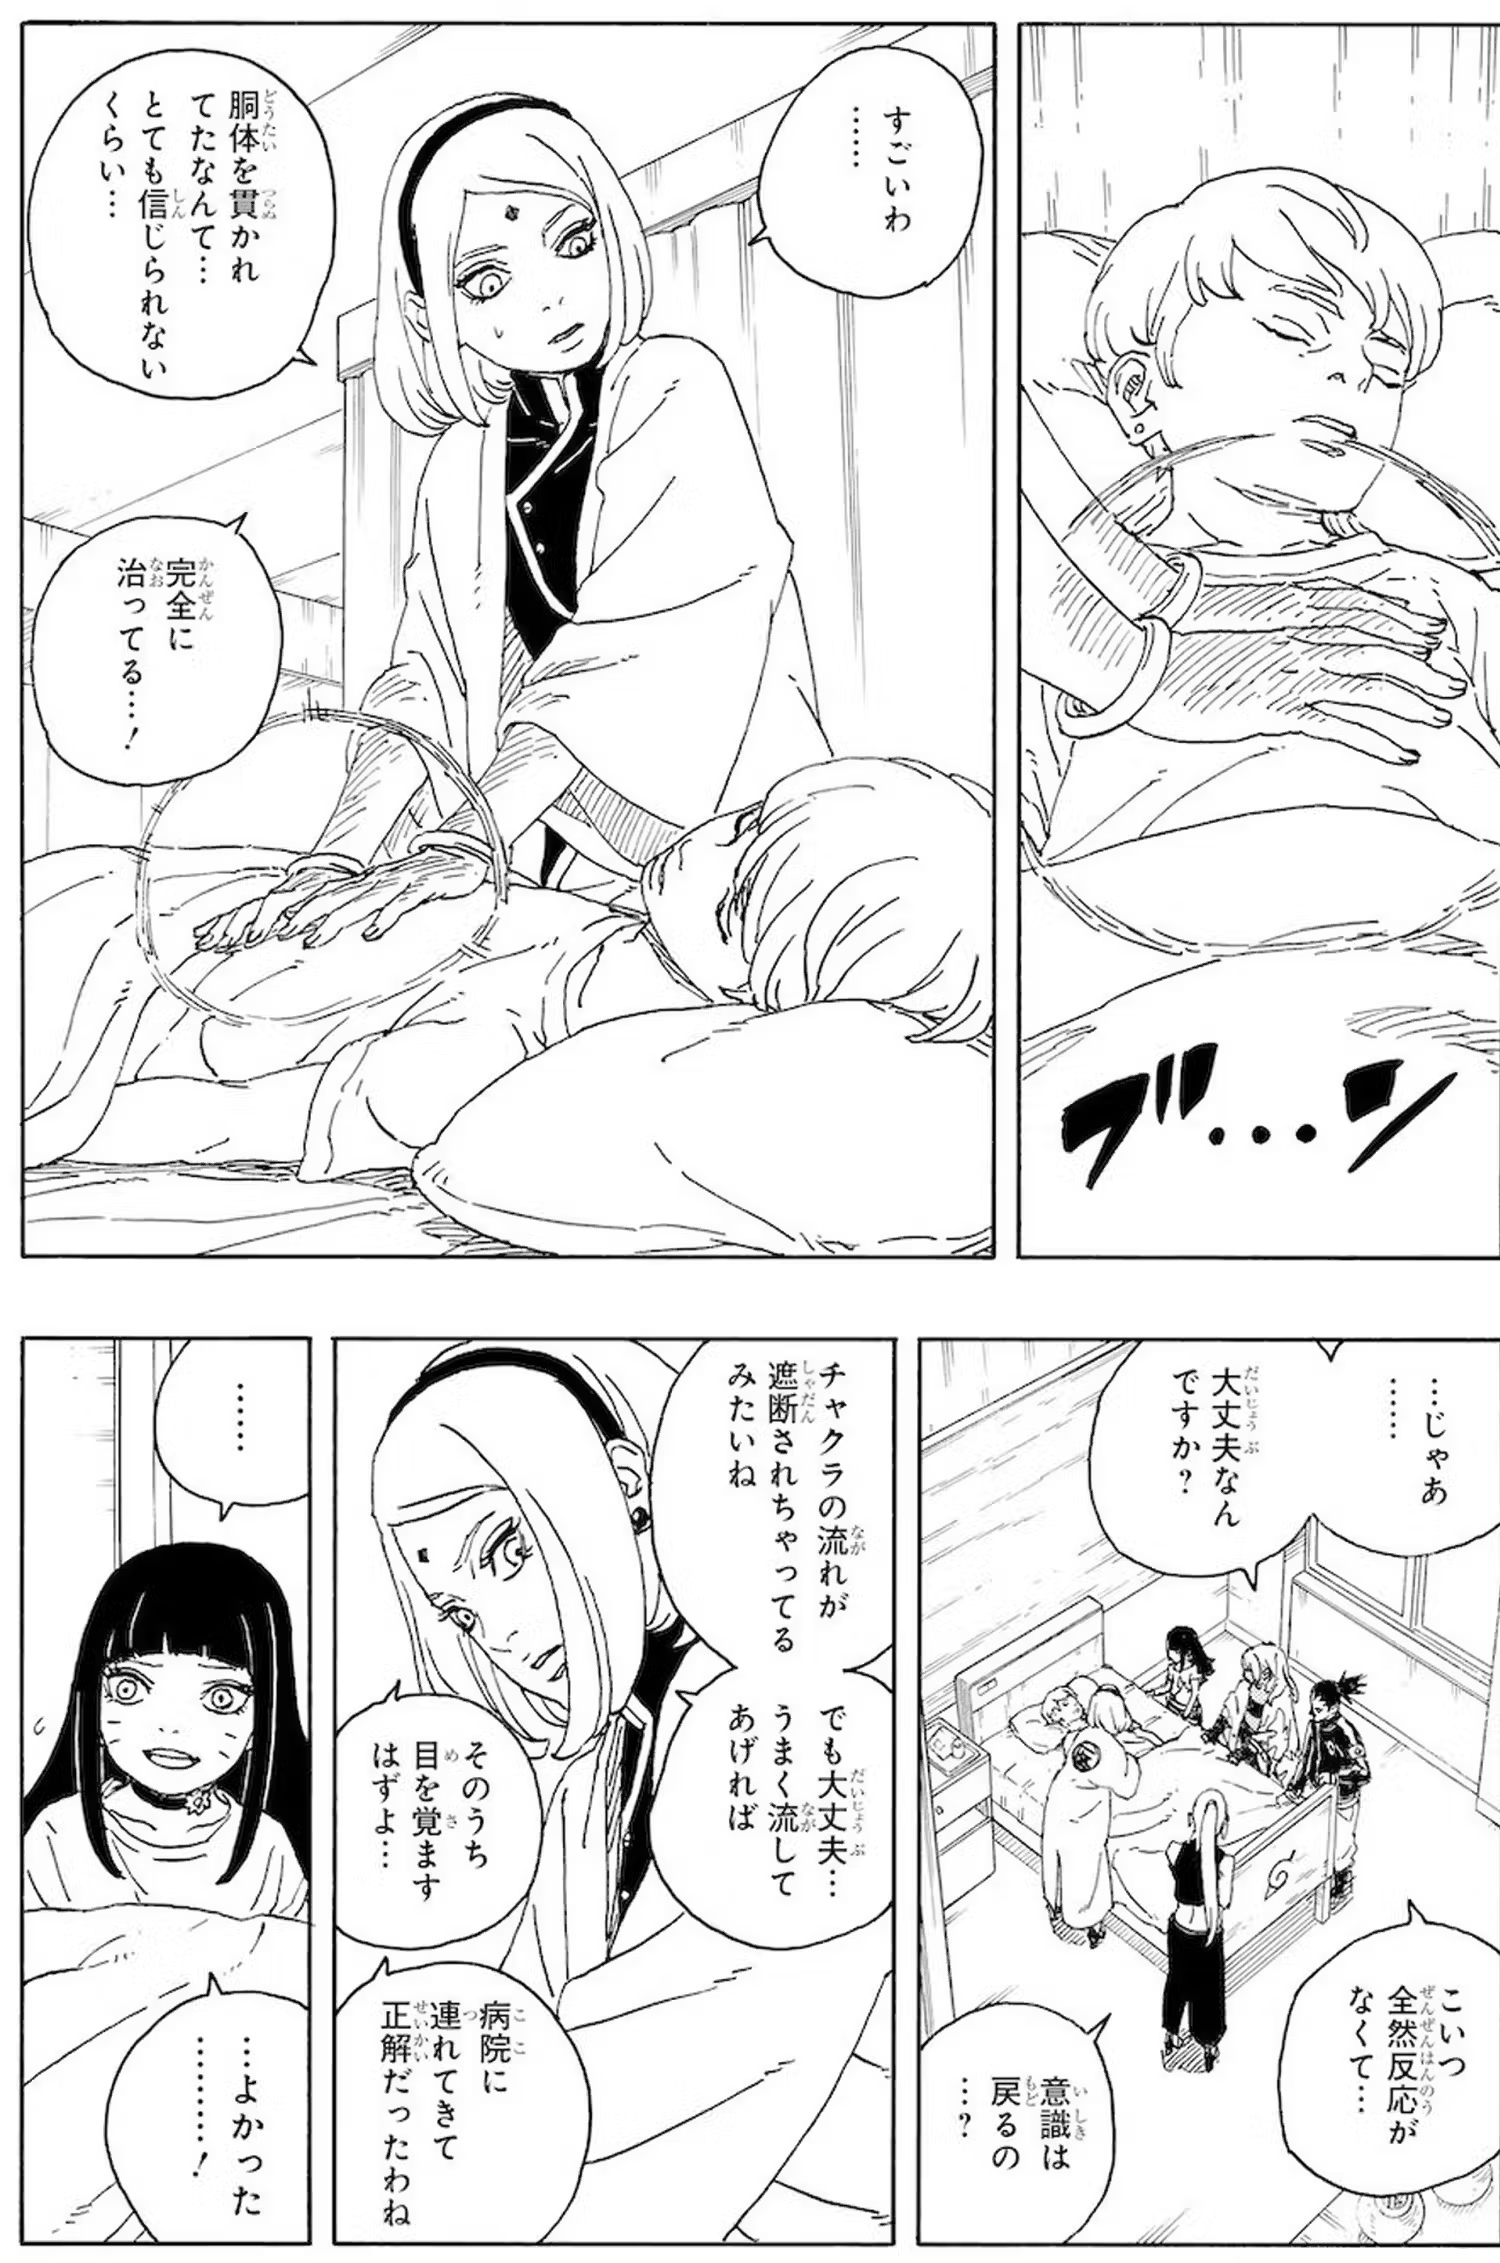 ブ…ン
すごいわ
……
胴体を貫かれ
てたなんて…
とても信じられない
くらい…
完全に
治ってる…！
…じゃあ
……
大丈夫なん
ですか？
こいつ
全然反応が
なくて…
意識は
戻るの
…？
チャクラの流れが
遮断されちゃってる
みたいね
でも大丈夫…
うまく流して
あげれば
そのうち
目を覚ます
はずよ…
病院に
連れてきて
正解だったわね
……
…よかった
………！